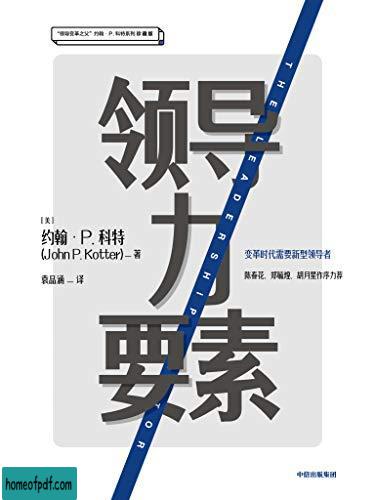 “领导变革之父”约翰·P.科特系列珍藏版
领导
力
要素
THE LEADERSHIP FACTOR
[美]
约翰·P.科特
(John P.Kotter)—著
袁品涵—译
变革时代需要新型领导者
陈春花、郑毓煌、胡月星作序力荐
中信出版集团
homeofpdf.com